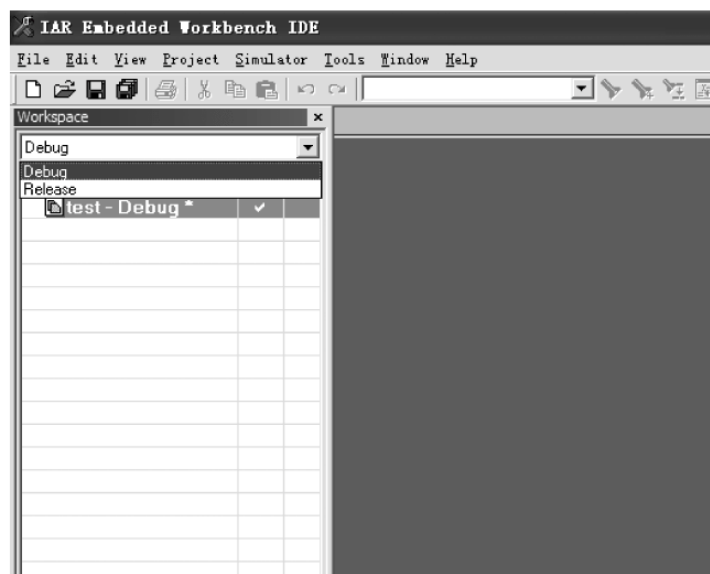 IAR Embedded Workbench IDE
File Edit View Project Simulator Tools Window Help
Workspace
Debug
Debug
Release
test - Debug *